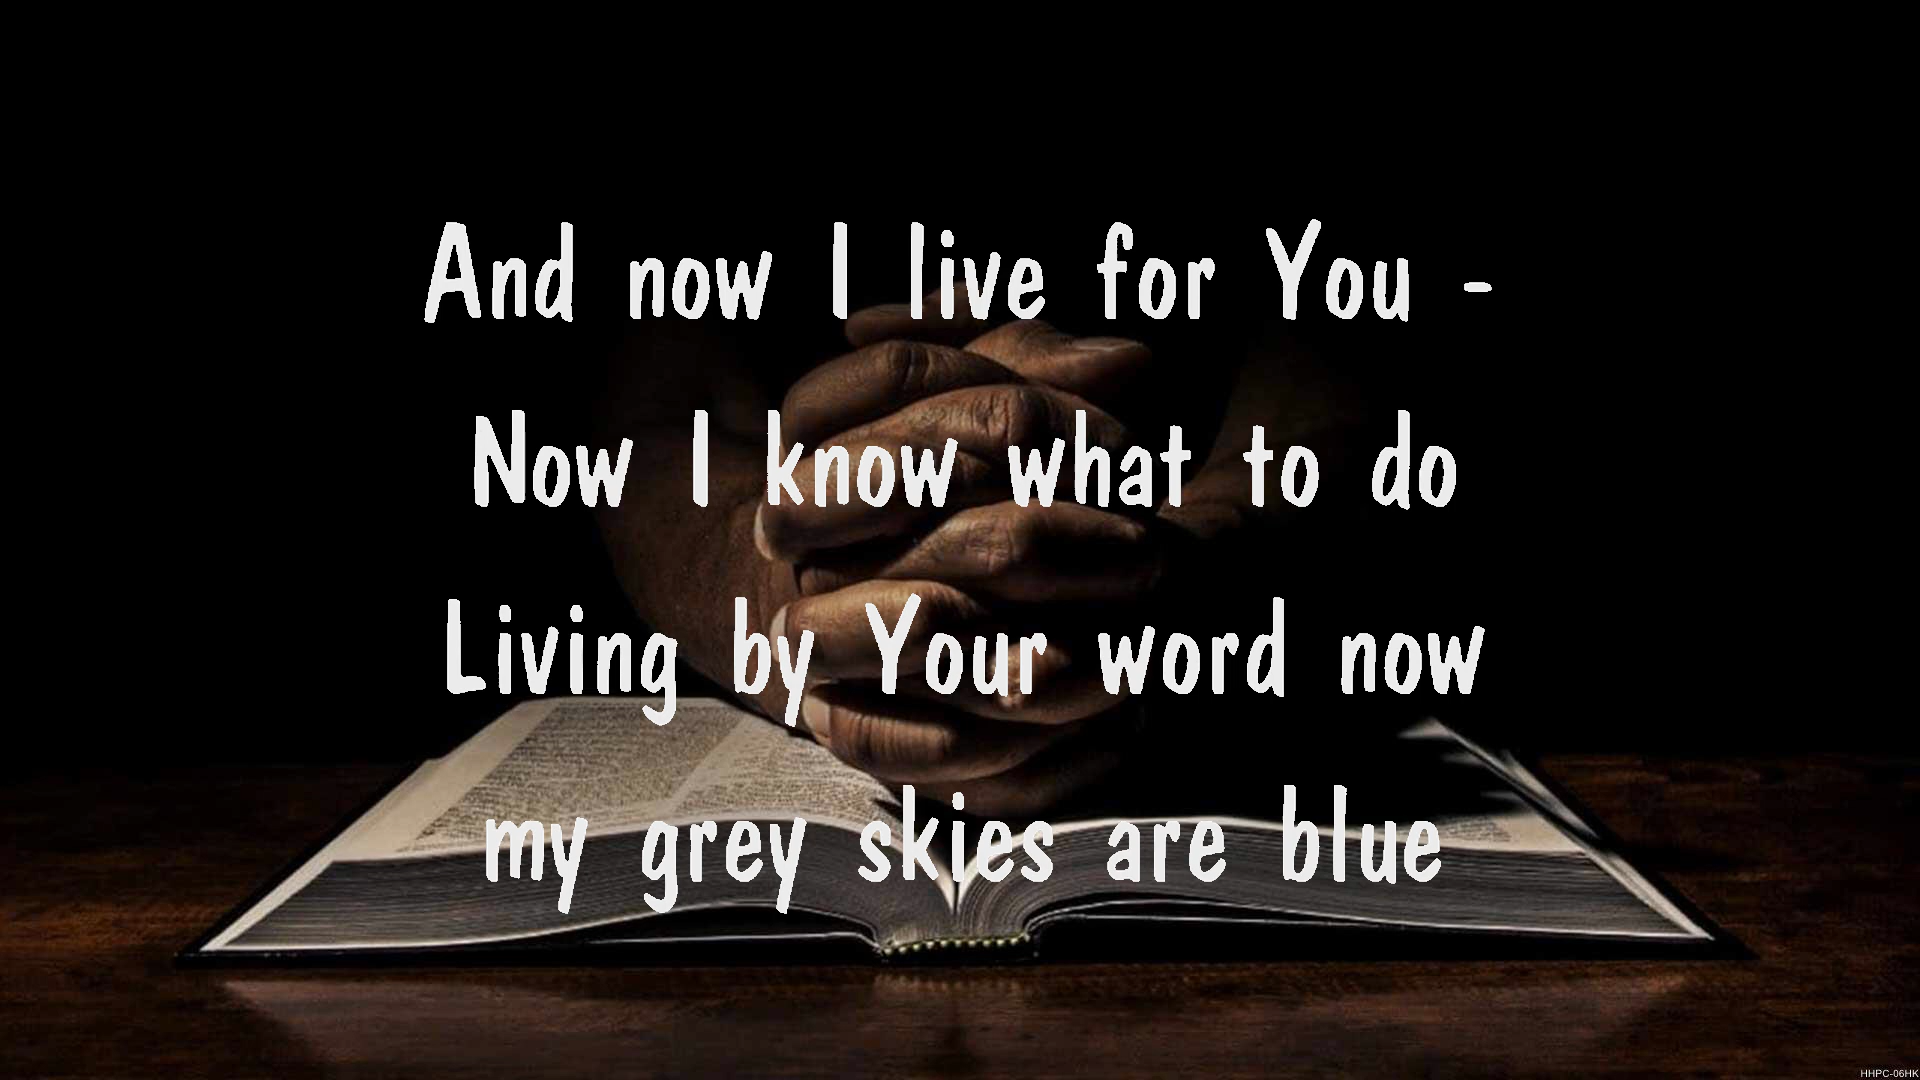 And now I live for You -
Now I know what to do
Living by Your word now
my grey skies are blue
HHPC-06HK